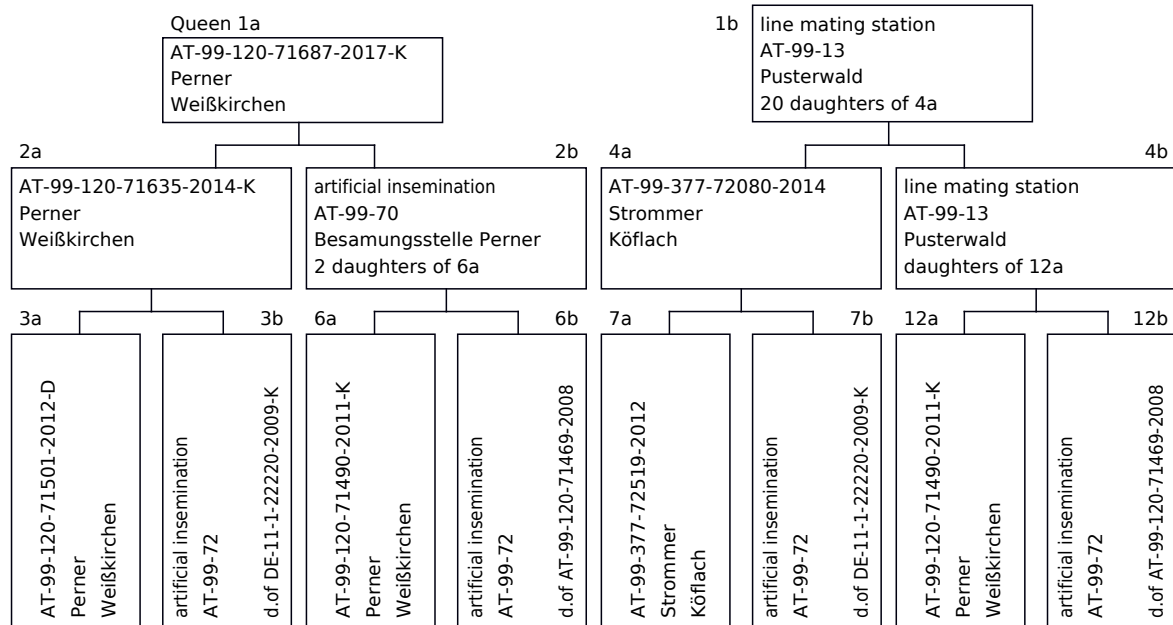 Queen 1a
AT-99-120-71687-2017-K
Perner
Weißkirchen
1b
line mating station
AT-99-13
Pusterwald
20 daughters of 4a
2a
AT-99-120-71635-2014-K
Perner
Weißkirchen
2b
artificial insemination
AT-99-70
Besamungsstelle Perner
2 daughters of 6a
4a
AT-99-377-72080-2014
Strommer
Köflach
4b
line mating station
AT-99-13
Pusterwald
daughters of 12a
3a
AT-99-120-71501-2012-D
Perner
Weißkirchen
3b
artificial insemination
AT-99-72
d.of DE-11-1-22220-2009-K
6a
AT-99-120-71490-2011-K
Perner
Weißkirchen
6b
artificial insemination
AT-99-72
d.of AT-99-120-71469-2008
7a
AT-99-377-72519-2012
Strommer
Köflach
7b
artificial insemination
AT-99-72
d.of DE-11-1-22220-2009-K
12a
AT-99-120-71490-2011-K
Perner
Weißkirchen
12b
artificial insemination
AT-99-72
d.of AT-99-120-71469-2008